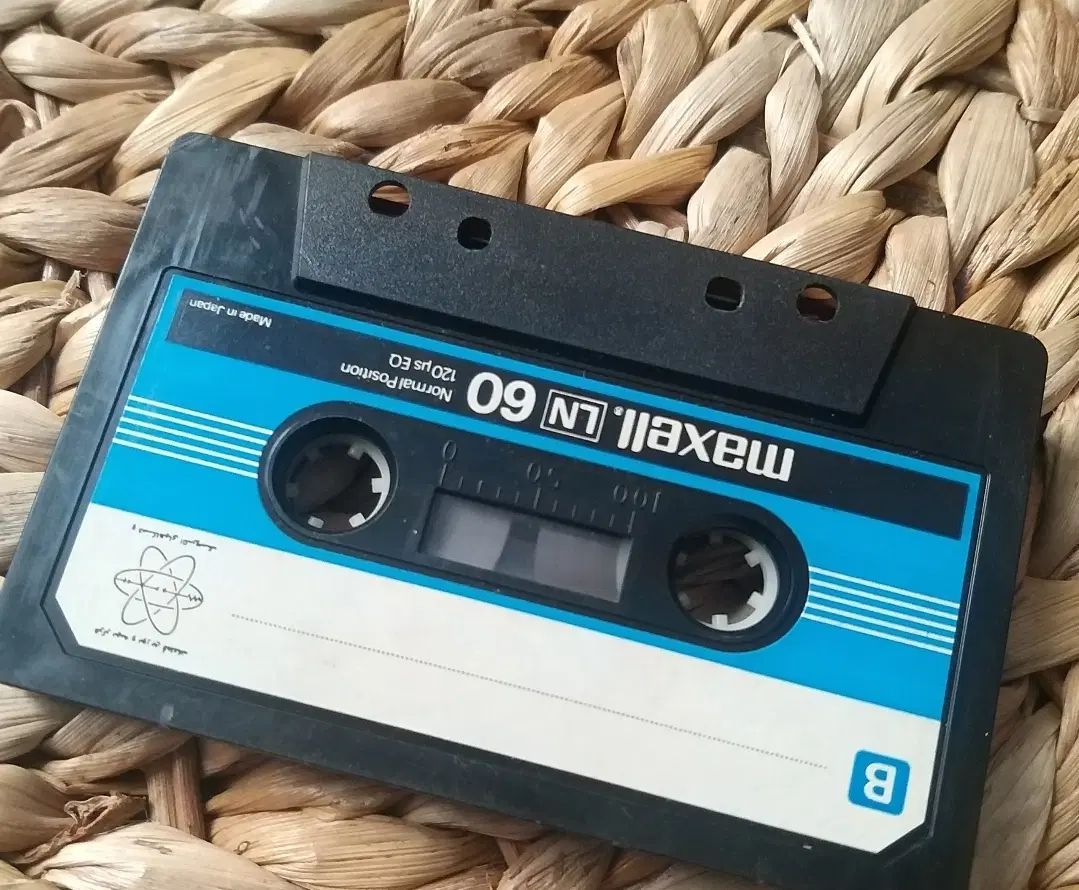 B
maxell. LN 60
Normal Position
120 µs EQ
Made in Japan
100 50 0